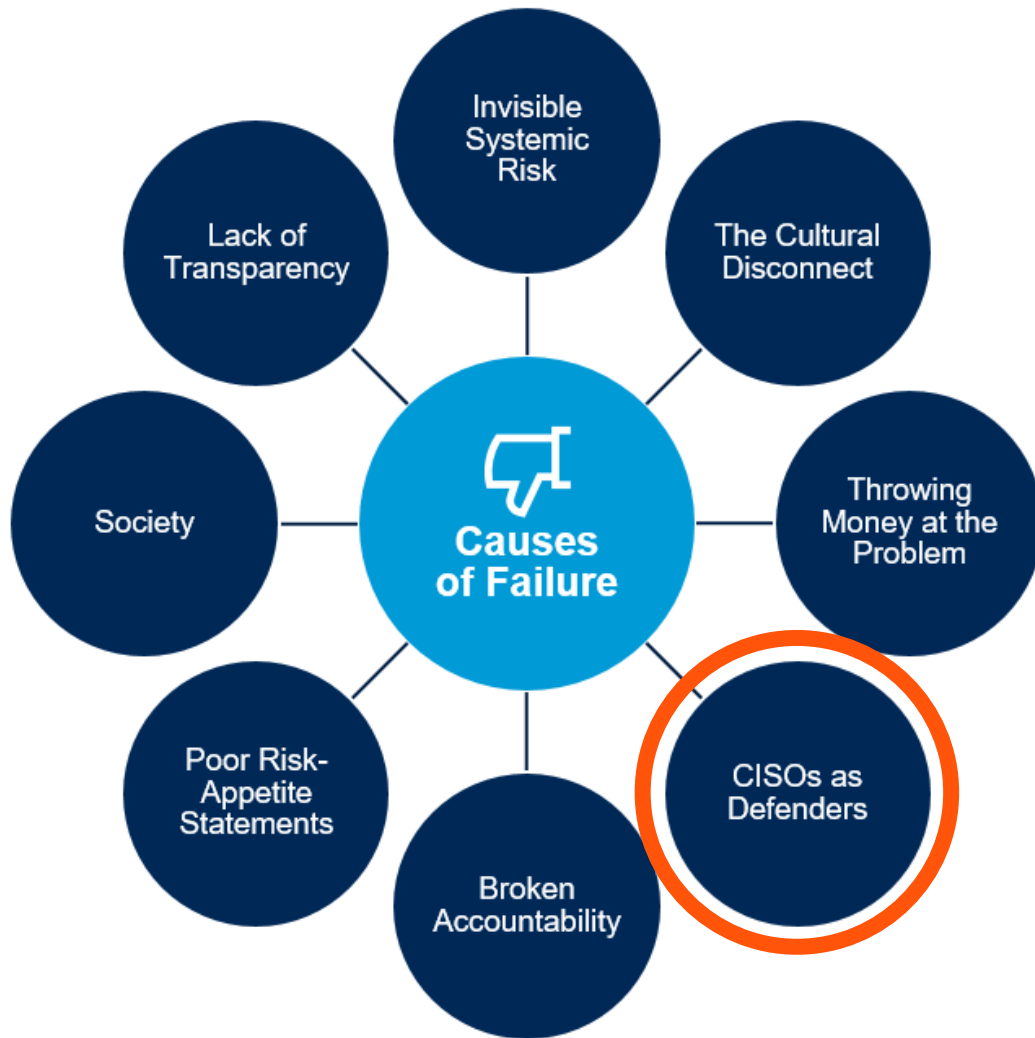 Invisible
Systemic
Risk
The Cultural
Disconnect
Throwing
Money at the
Problem
CISOs as
Defenders
Broken
Accountability
Poor Risk-
Appetite
Statements
Society
Lack of
Transparency
Causes
of Failure